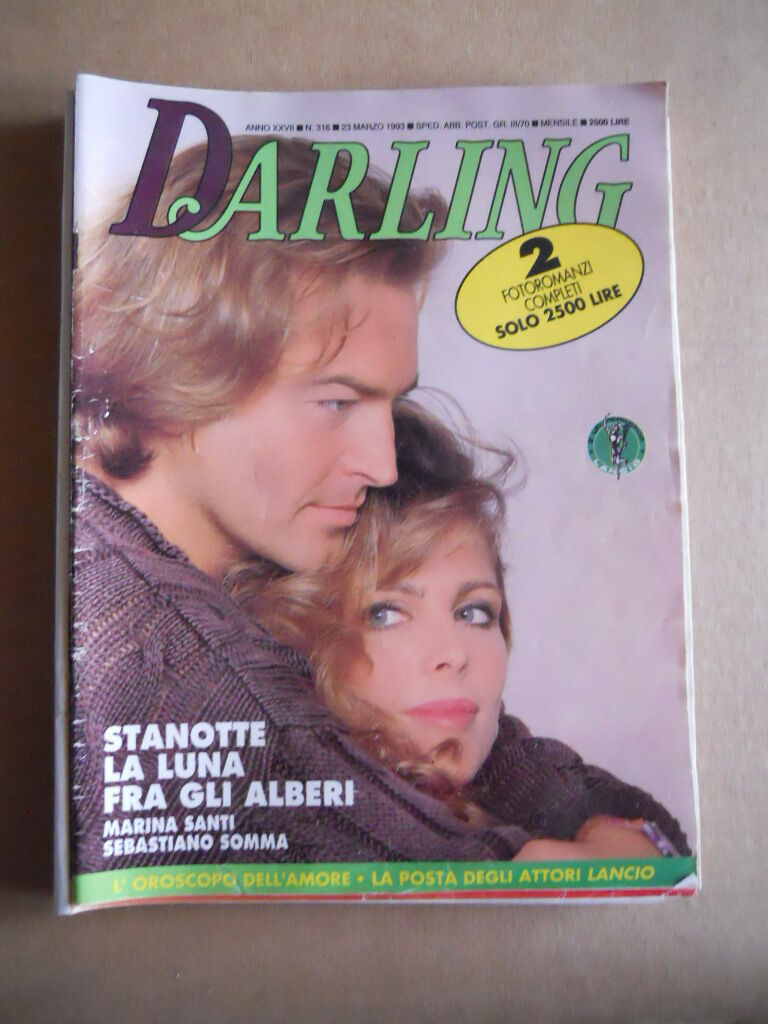 ANNO XXVII ■ N. 316 ■ 23 MARZO 1993 ■ SPED. ABB. POST. GR. III/70 ■ MENSILE ■ 2500 LIRE
DARLING
2
FOTOROMANZI
COMPLETI
SOLO 2500 LIRE
LANCIO
STANOTTE
LA LUNA
FRA GLI ALBERI
MARINA SANTI
SEBASTIANO SOMMA
L' OROSCOPO DELL'AMORE • LA POSTA DEGLI ATTORI LANCIO